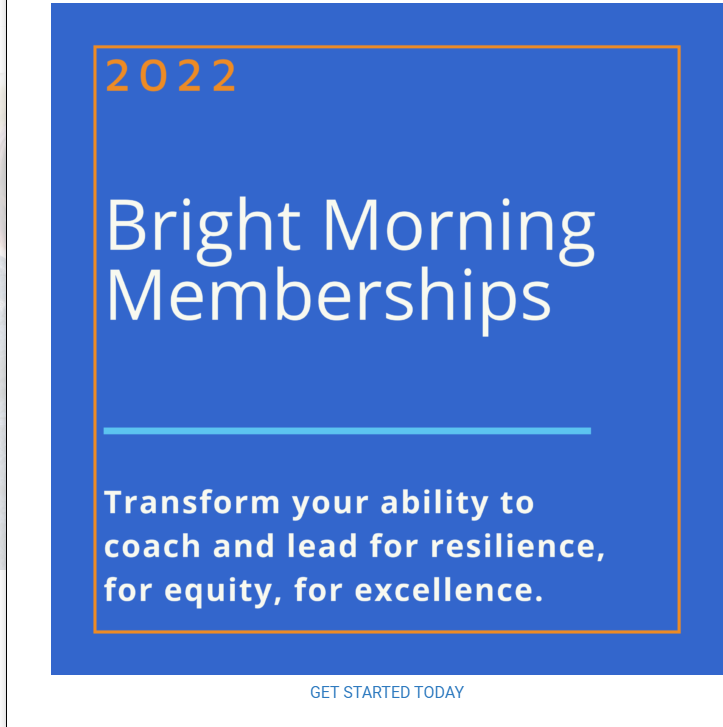 2022
Bright Morning
Memberships
Transform your ability to
coach and lead for resilience,
for equity, for excellence.
GET STARTED TODAY